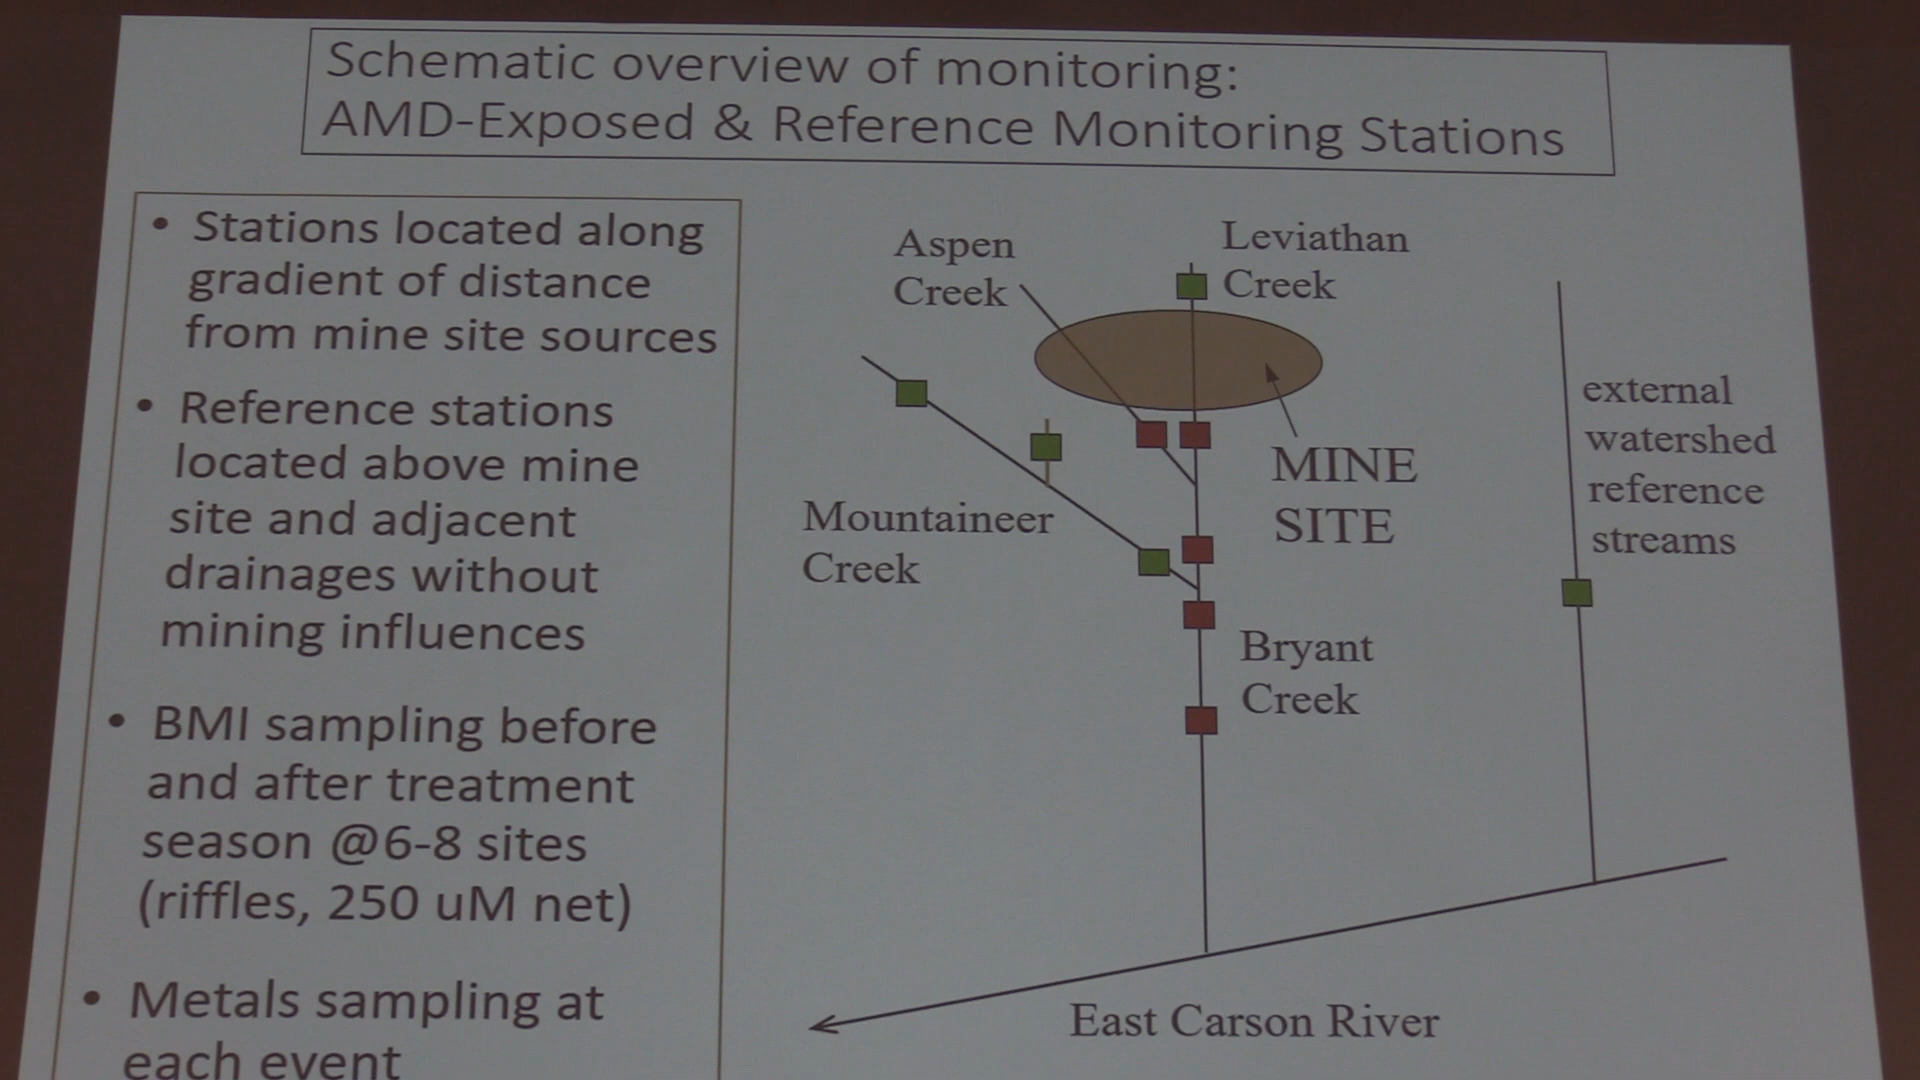 Schematic overview of monitoring:
AMD-Exposed & Reference Monitoring Stations
• Stations located along
gradient of distance
from mine site sources
• Reference stations
located above mine
site and adjacent
drainages without
mining influences
• BMI sampling before
and after treatment
season @6-8 sites
(riffles, 250 uM net)
• Metals sampling at
each event
Aspen
Creek
Leviathan
Creek
Mountaineer
Creek
MINE
SITE
external
watershed
reference
streams
Bryant
Creek
East Carson River